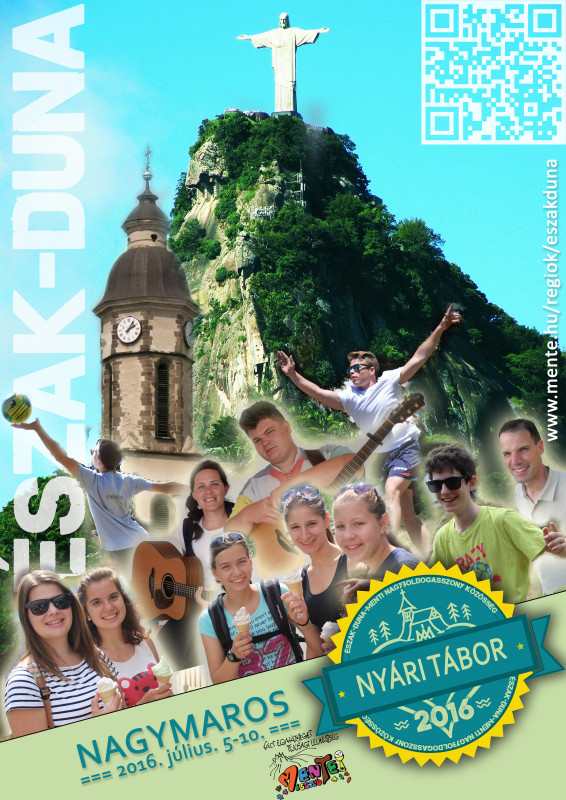 ÉSZAK-DUNA
www.mente.hu/regiok/eszakduna
ÉSZAK-DUNA-MENTI NAGYBOLDOGASSZONY KÖZÖSSÉG
NYÁRI TÁBOR
2016
ÉSZAK-DUNA-MENTI NAGYBOLDOGASSZONY KÖZÖSSÉG
NAGYMAROS
=== 2016. július. 5-10. ===
MENTE